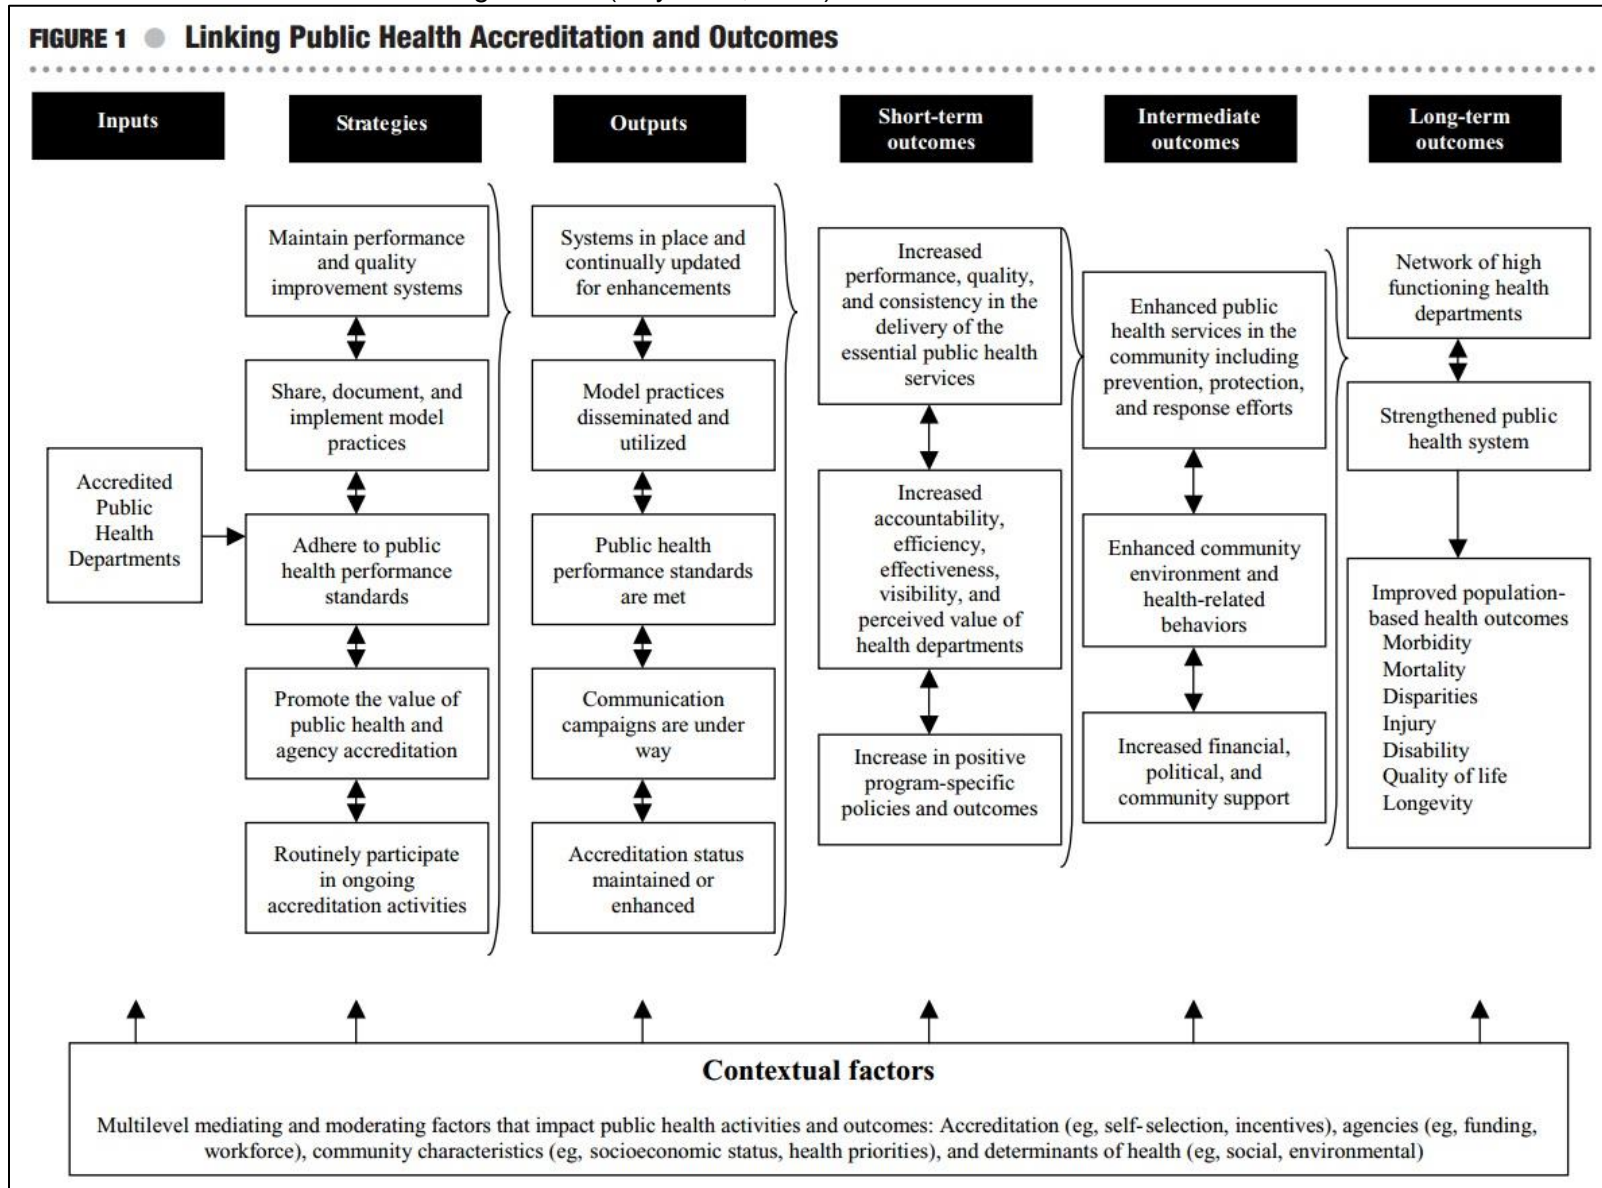 FIGURE 1 ● Linking Public Health Accreditation and Outcomes
Inputs
Strategies
Outputs
Short-term
outcomes
Intermediate
outcomes
Long-term
outcomes
Accredited
Public
Health
Departments
Maintain performance
and quality
improvement systems
Share, document, and
implement model
practices
Adhere to public
health performance
standards
Promote the value of
public health and
agency accreditation
Routinely participate
in ongoing
accreditation activities
Systems in place and
continually updated
for enhancements
Model practices
disseminated and
utilized
Public health
performance standards
are met
Communication
campaigns are under
way
Accreditation status
maintained or
enhanced
Increased
performance, quality,
and consistency in the
delivery of the
essential public health
services
Increased
accountability,
efficiency,
effectiveness,
visibility, and
perceived value of
health departments
Increase in positive
program-specific
policies and outcomes
Enhanced public
health services in the
community including
prevention, protection,
and response efforts
Enhanced community
environment and
health-related
behaviors
Increased financial,
political, and
community support
Network of high
functioning health
departments
Strengthened public
health system
Improved population-
based health outcomes
Morbidity
Mortality
Disparities
Injury
Disability
Quality of life
Longevity
Contextual factors
Multilevel mediating and moderating factors that impact public health activities and outcomes: Accreditation (eg, self-selection, incentives), agencies (eg, funding,
workforce), community characteristics (eg, socioeconomic status, health priorities), and determinants of health (eg, social, environmental)